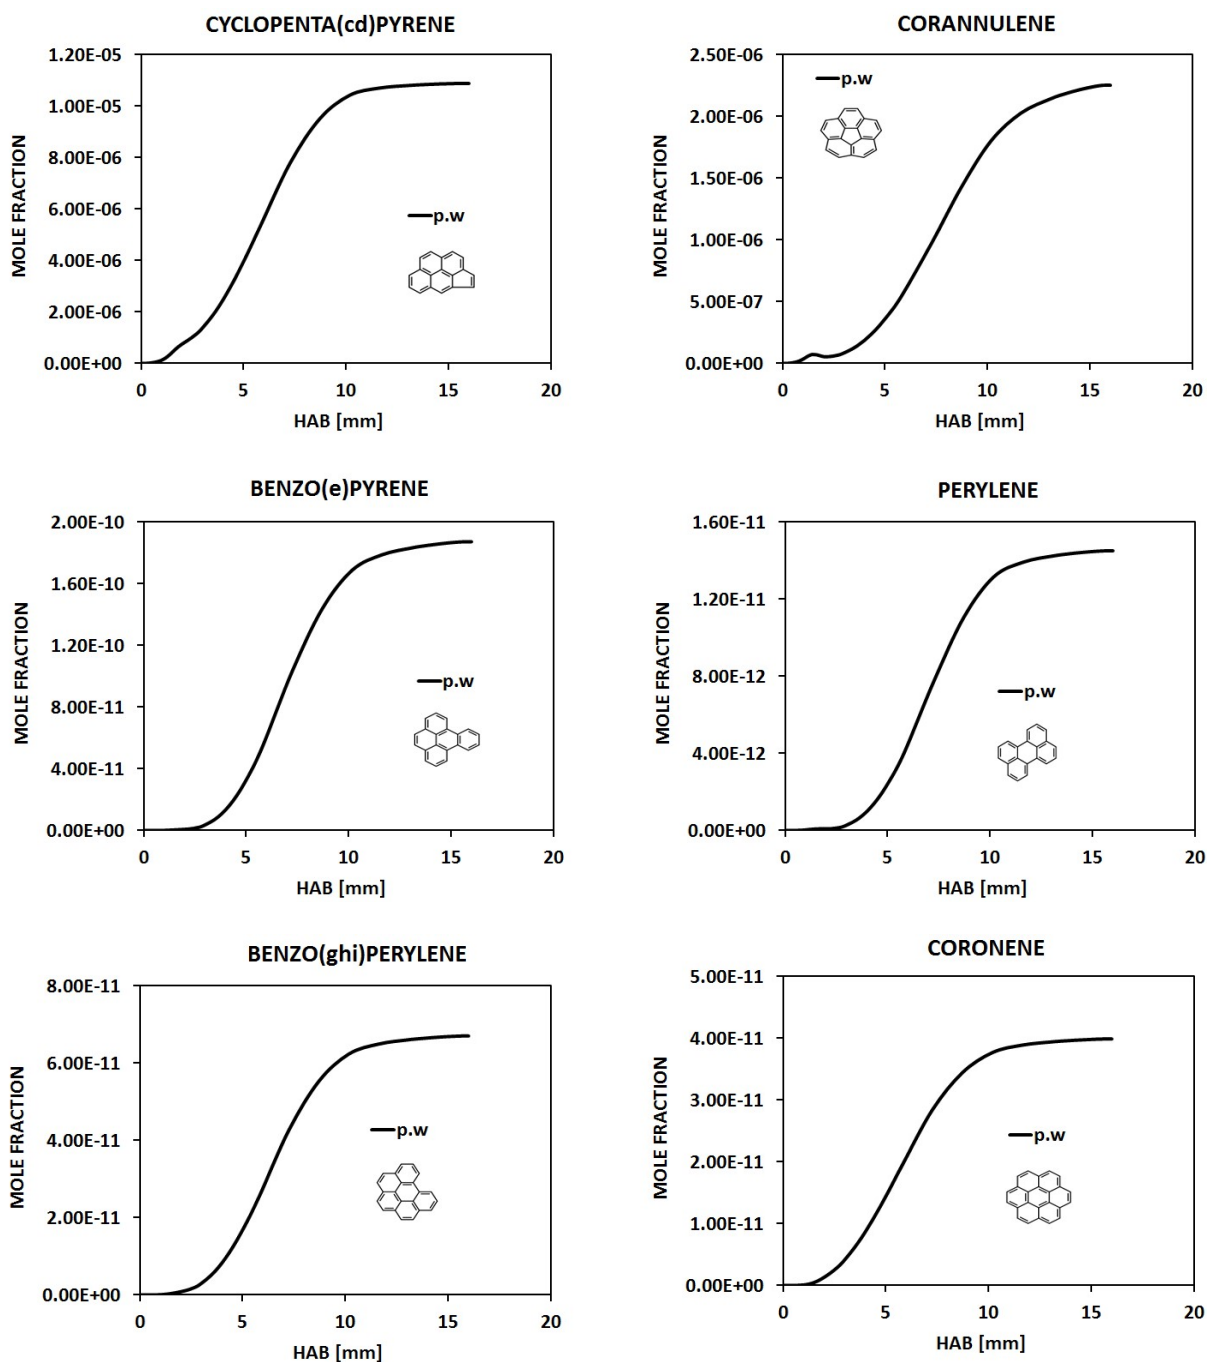 CYCLOPENTA(cd)PYRENE
1.20E-05
1.00E-05
8.00E-06
6.00E-06
4.00E-06
2.00E-06
0.00E+00
MOLE FRACTION
p.w
0 5 10 15 20
HAB [mm]
CORANNULENE
2.50E-06
2.00E-06
1.50E-06
1.00E-06
5.00E-07
0.00E+00
MOLE FRACTION
p.w
0 5 10 15 20
HAB [mm]
BENZO(e)PYRENE
2.00E-10
1.60E-10
1.20E-10
8.00E-11
4.00E-11
0.00E+00
MOLE FRACTION
p.w
0 5 10 15 20
HAB [mm]
PERYLENE
1.60E-11
1.20E-11
8.00E-12
4.00E-12
0.00E+00
MOLE FRACTION
p.w
0 5 10 15 20
HAB [mm]
BENZO(ghi)PERYLENE
8.00E-11
6.00E-11
4.00E-11
2.00E-11
0.00E+00
MOLE FRACTION
p.w
0 5 10 15 20
HAB [mm]
CORONENE
5.00E-11
4.00E-11
3.00E-11
2.00E-11
1.00E-11
0.00E+00
MOLE FRACTION
p.w
0 5 10 15 20
HAB [mm]